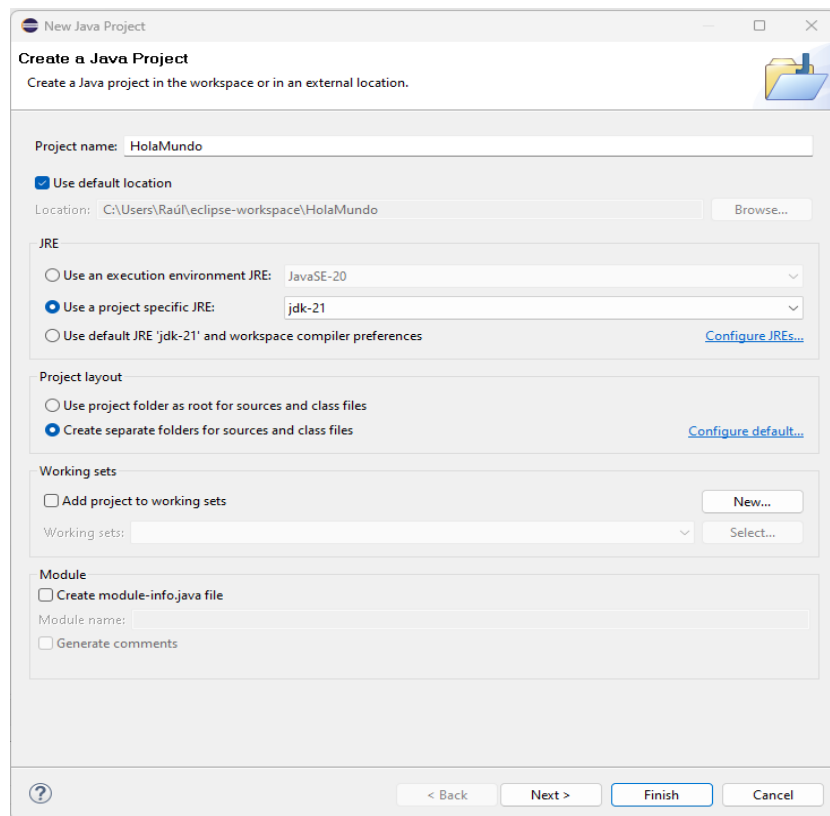 New Java Project
Create a Java Project
Create a Java project in the workspace or in an external location.
Project name: HolaMundo
Use default location
Location: C:\Users\Raúl\eclipse-workspace\HolaMundo Browse...
JRE
Use an execution environment JRE: JavaSE-20
Use a project specific JRE: jdk-21
Use default JRE 'jdk-21' and workspace compiler preferences Configure JREs...
Project layout
Use project folder as root for sources and class files
Create separate folders for sources and class files Configure default...
Working sets
Add project to working sets New...
Working sets: Select...
Module
Create module-info.java file
Module name:
Generate comments
? < Back Next > Finish Cancel